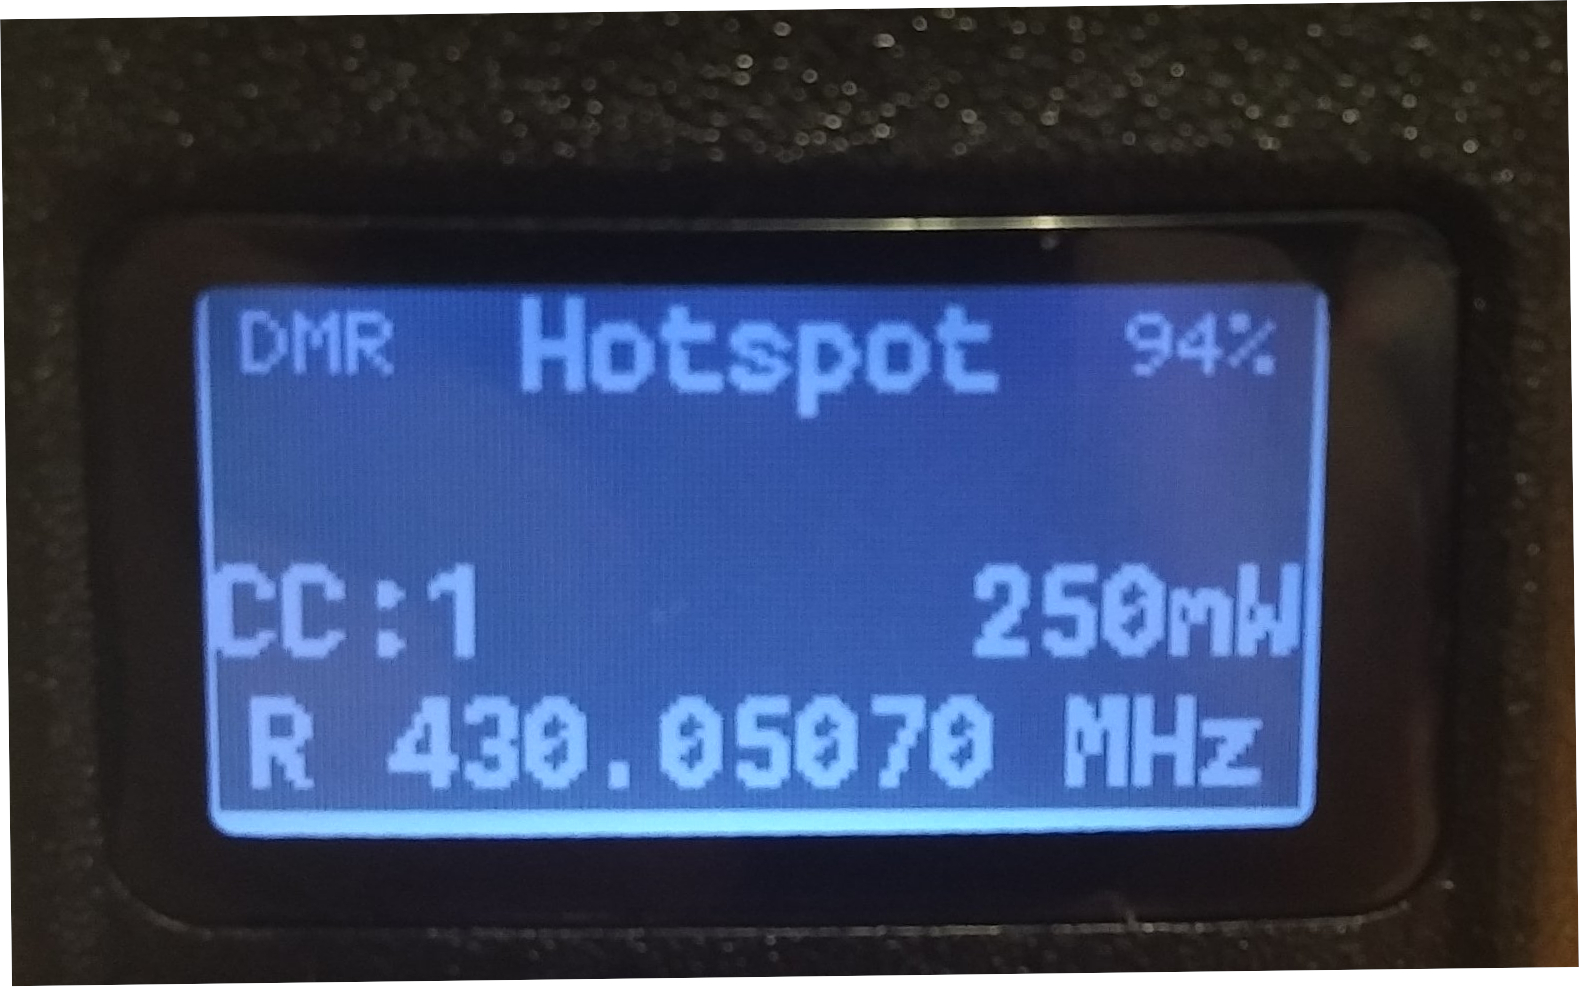 DMR Hotspot 94%
CC:1 250mW
R 430.05070 MHz